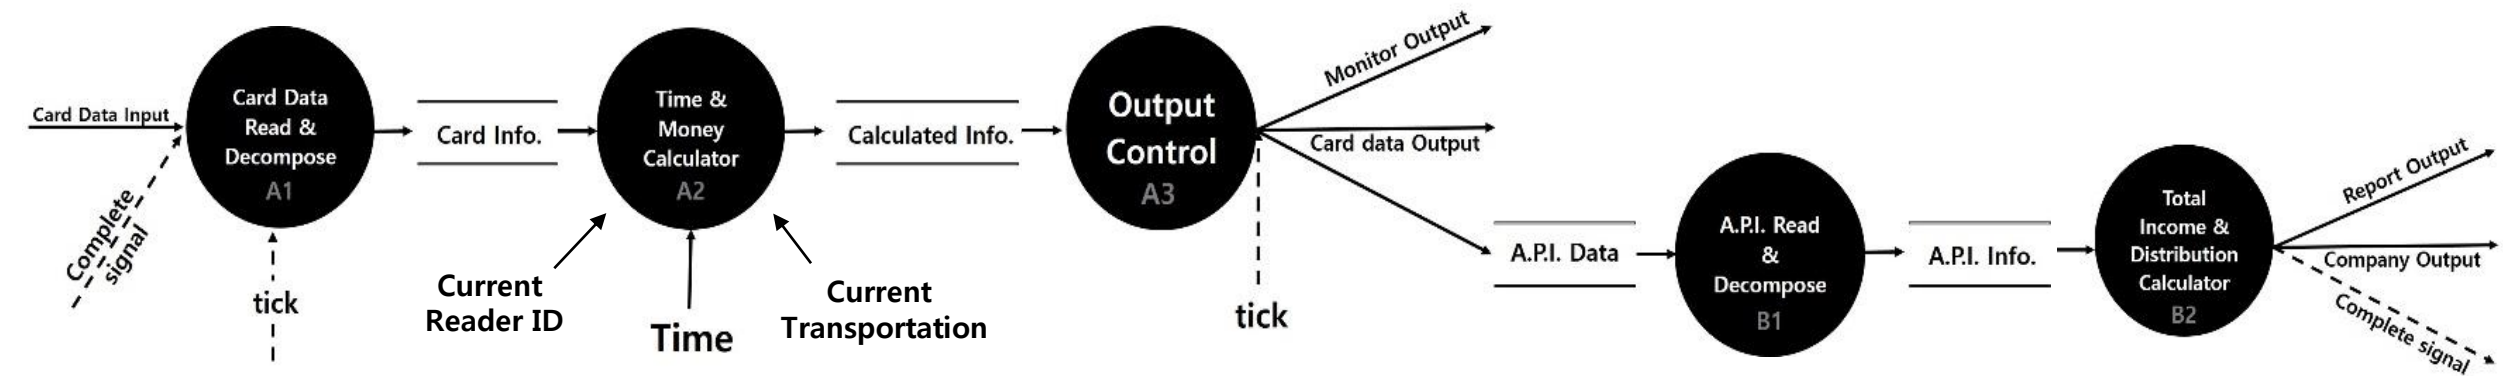 Card Data Input
Complete
signal
Card Data
Read &
Decompose
A1
tick
Card Info.
Time &
Money
Calculator
A2
Current
Reader ID
Time
Current
Transportation
Calculated Info.
Output
Control
A3
tick
Monitor Output
Card data Output
A.P.I. Data
A.P.I. Read
&
Decompose
B1
A.P.I. Info.
Total
Income &
Distribution
Calculator
B2
Report Output
Company Output
Complete signal